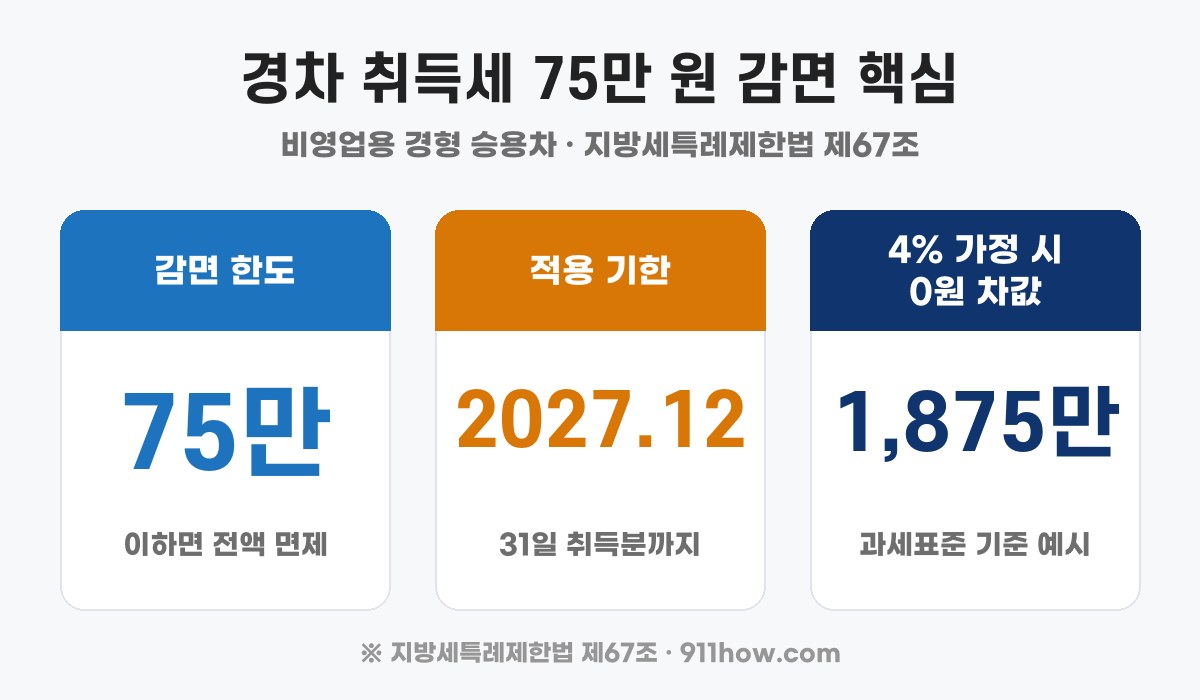 경차 취득세 75만 원 감면 핵심
비영업용 경형 승용차 · 지방세특례제한법 제67조
감면 한도
75만
이하면 전액 면제
적용 기한
2027.12
31일 취득분까지
4% 가정 시
0원 차값
1,875만
과세표준 기준 예시
※ 지방세특례제한법 제67조 · 911how.com